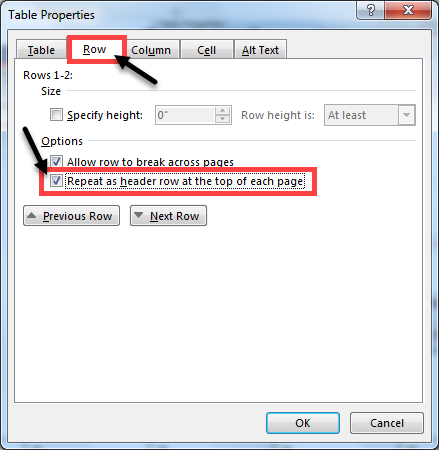 Table Properties
?
Table Row Column Cell Alt Text
Rows 1-2:
Size
Specify height: 0" Row height is: At least
Options
Allow row to break across pages
Repeat as header row at the top of each page
Previous Row Next Row
OK Cancel